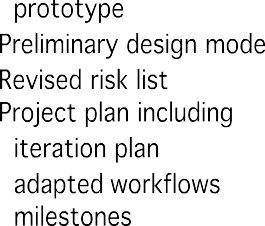 prototype
Preliminary design mode
Revised risk list
Project plan including
iteration plan
adapted workflows
milestones